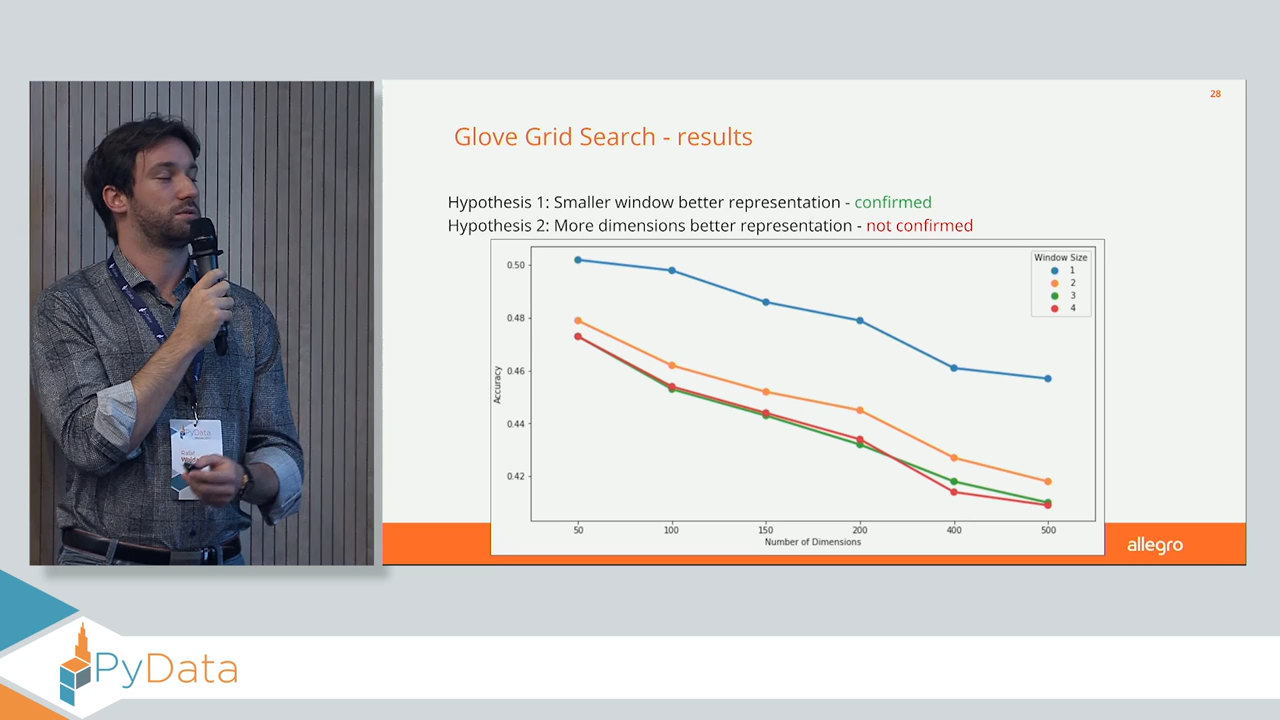 28
Glove Grid Search - results
Hypothesis 1: Smaller window better representation - confirmed
Hypothesis 2: More dimensions better representation - not confirmed
Window Size
1
2
3
4
0.50
0.48
0.46
0.44
0.42
Accuracy
50 100 150 200 400 500
Number of Dimensions
allegro
PyData
Rafał
PyData